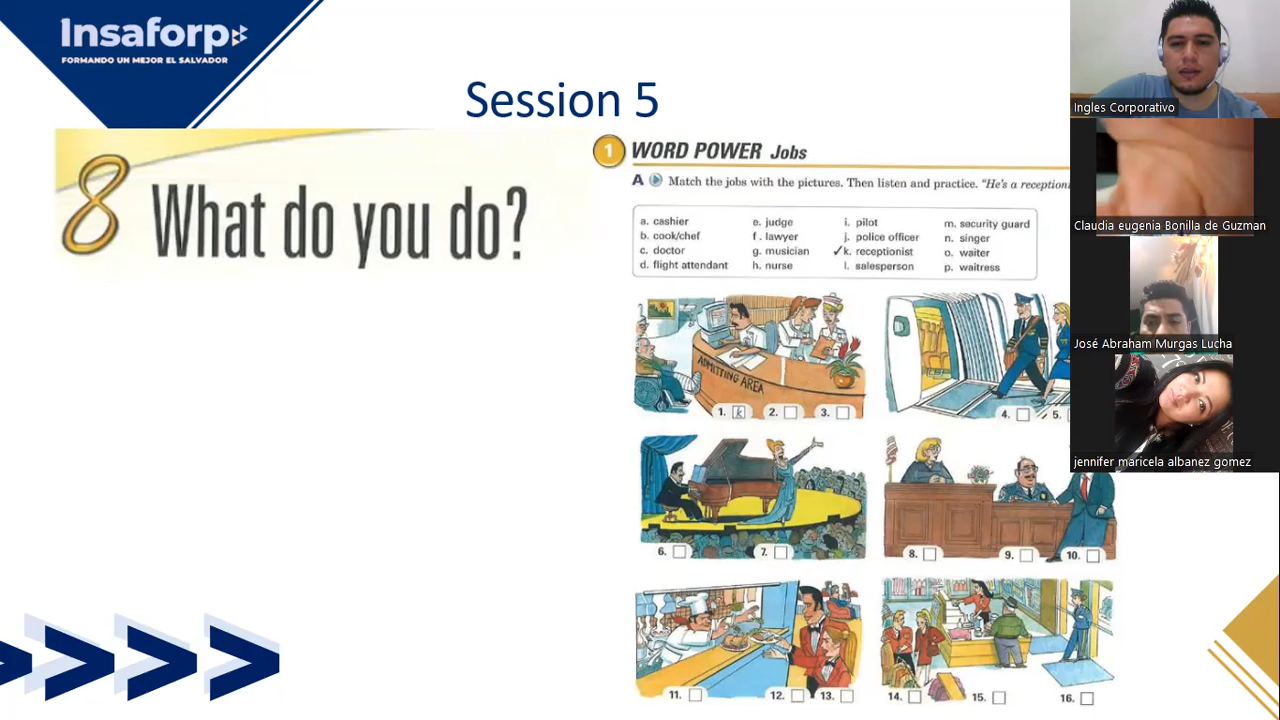 Insaforp
FORMANDO UN MEJOR EL SALVADOR
Session 5
8 What do you do?
1 WORD POWER Jobs
A Match the jobs with the pictures. Then listen and practice. "He's a
a. cashier
b. cook/chef
c. doctor
d. flight attendant
e. judge
f. lawyer
g. musician
h. nurse
i. pilot
j. police officer
✓k. receptionist
l. salesperson
m. security guard
n. singer
o. waiter
p. waitress
ADMITTING AREA
1. k 2. 3.
4. 5.
6. 7.
8. 9. 10.
11. 12. 13.
14. 15. 16.
Ingles Corporativo
Claudia eugenia Bonilla de Guzman
José Abraham Murgas Lucha
jennifer maricela albanez gomez